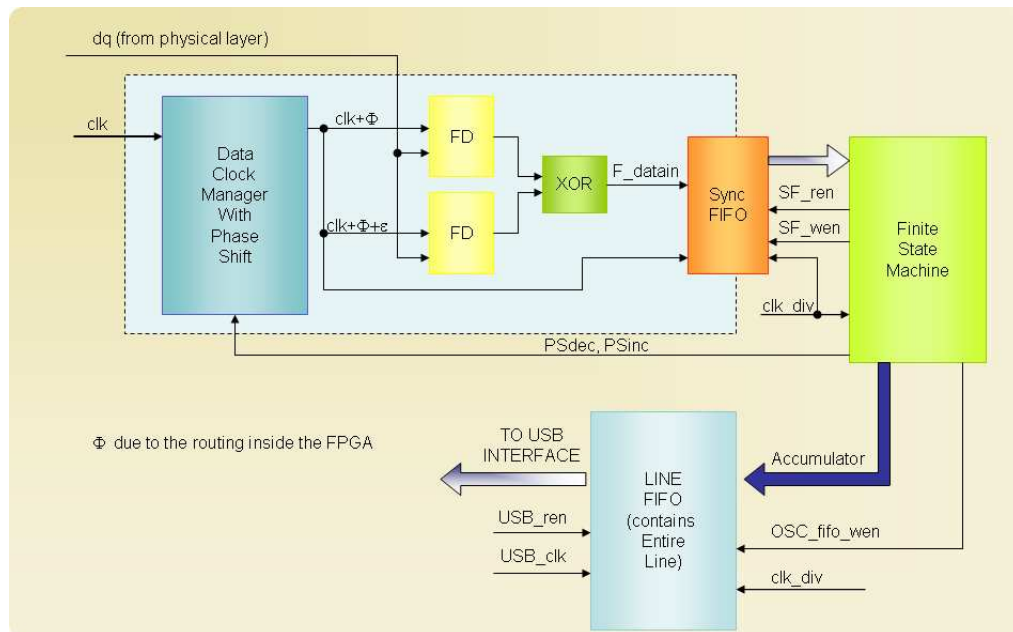 dq (from physical layer)
clk
Data
Clock
Manager
With
Phase
Shift
clk+Φ
FD
clk+Φ+ε
FD
XOR
F_datain
Sync
FIFO
SF_ren
SF_wen
clk_div
Finite
State
Machine
PSdec, PSinc
Φ due to the routing inside the FPGA
TO USB
INTERFACE
USB_ren
USB_clk
LINE
FIFO
(contains
Entire
Line)
Accumulator
OSC_fifo_wen
clk_div